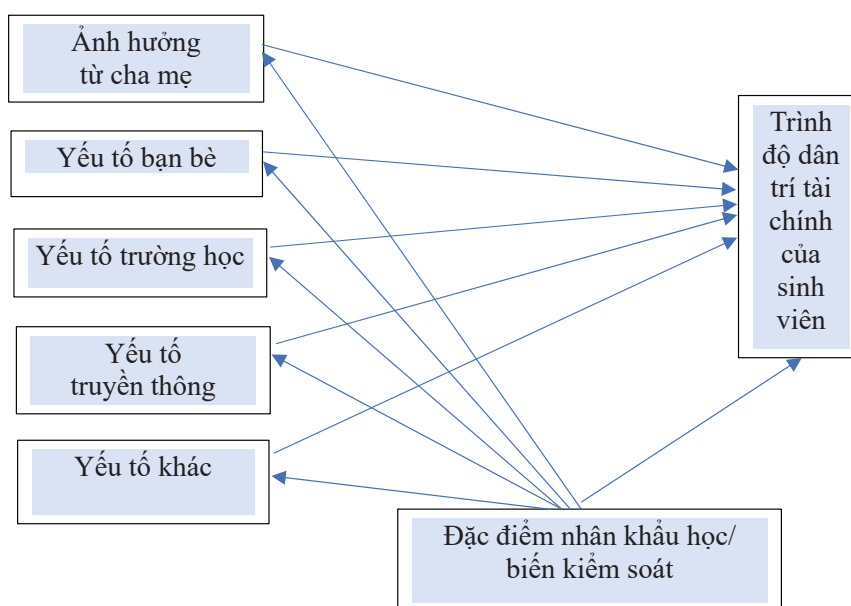 Ảnh hưởng
từ cha mẹ
Yếu tố bạn bè
Yếu tố trường học
Yếu tố
truyền thông
Yếu tố khác
Trình
độ dân
trí tài
chính
của
sinh
viên
Đặc điểm nhân khẩu học/
biến kiểm soát